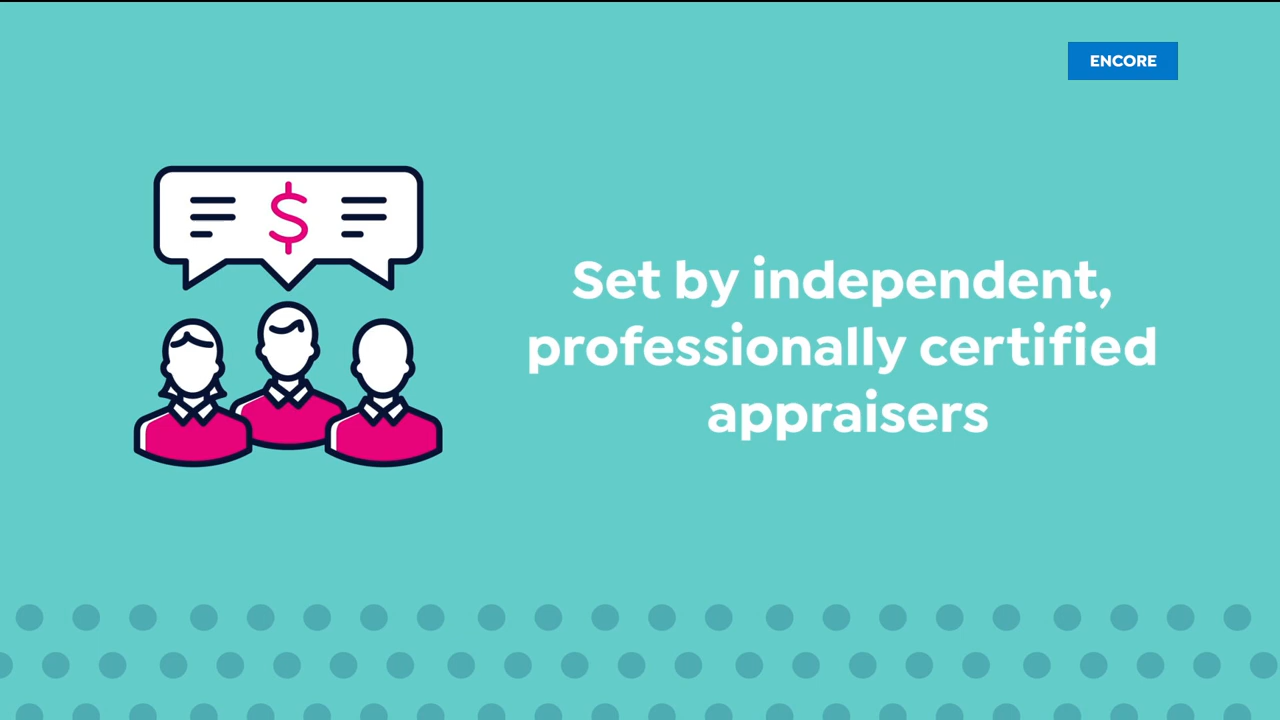 ENCORE
$
Set by independent,
professionally certified
appraisers